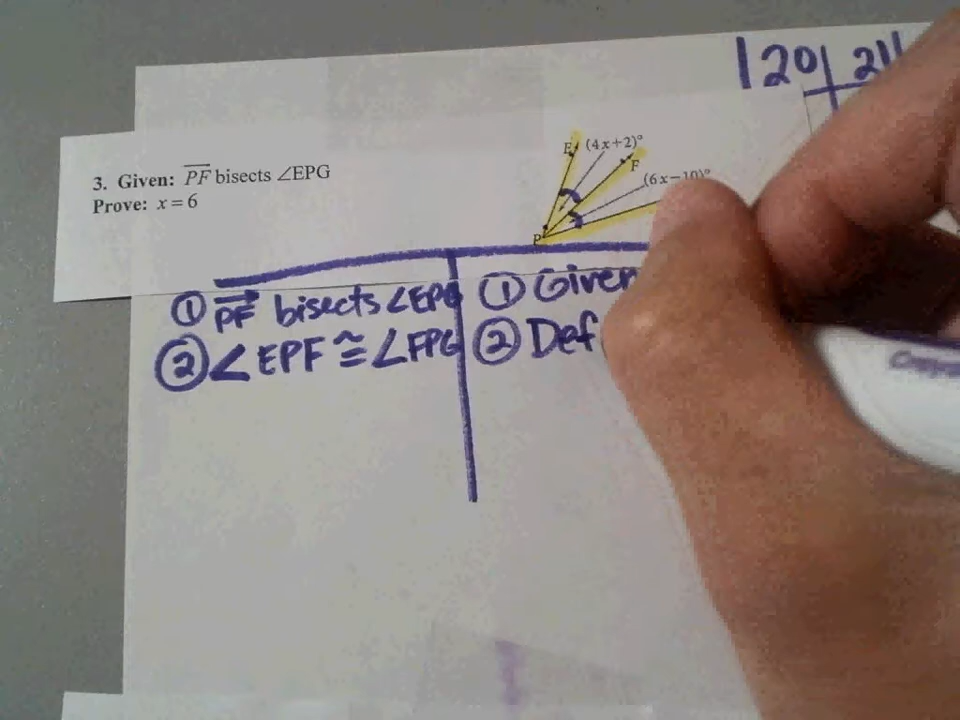 120 21
3. Given: PF bisects ∠EPG
Prove: x = 6
E (4x+2)°
F
(6x−10)°
P
① PF bisects ∠EPG ① Given
② ∠EPF ≅ ∠FPG ② Def